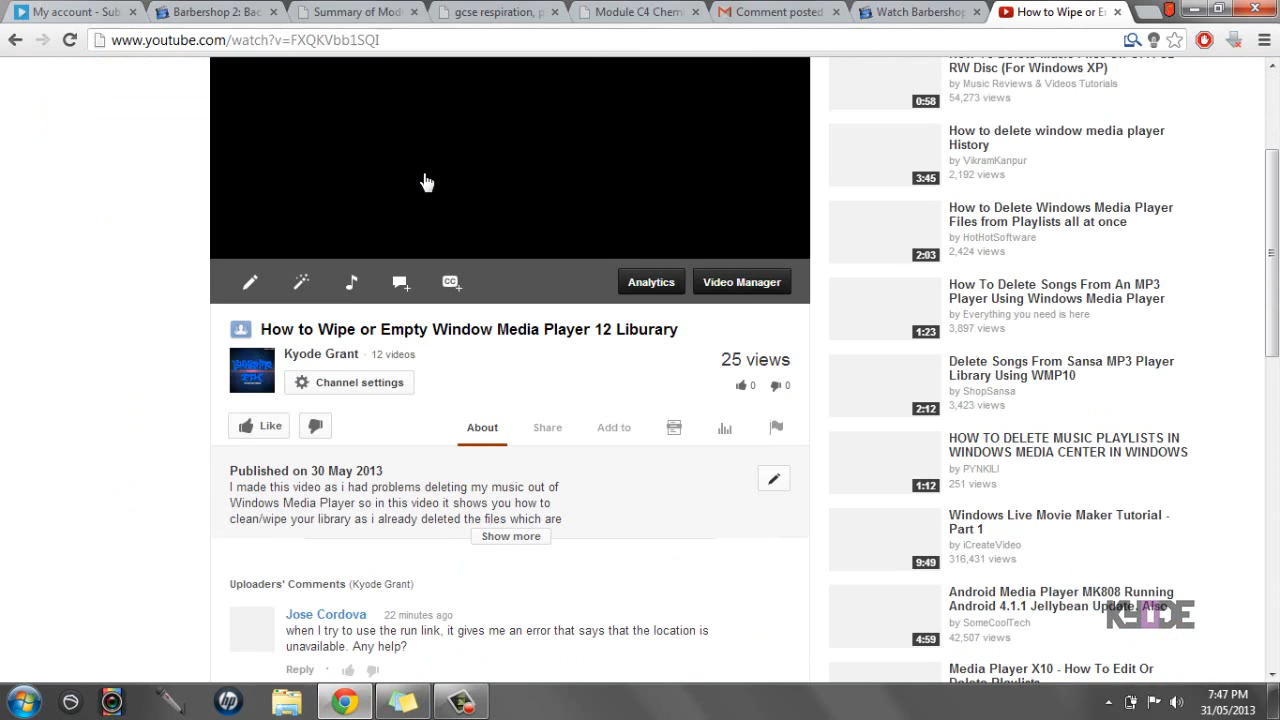 My account - Sub
Barbershop 2: Bac
Summary of Mod
gcse respiration, p
Module C4 Chemi
Comment posted
Watch Barbershop
How to Wipe or E
www.youtube.com/watch?v=FXQKVbb1SQI
Analytics
Video Manager
How to Wipe or Empty Window Media Player 12 Liburary
Kyode Grant · 12 videos
25 views
Channel settings
0 0
Like
About
Share
Add to
Published on 30 May 2013
I made this video as i had problems deleting my music out of
Windows Media Player so in this video it shows you how to
clean/wipe your library as i already deleted the files which are
Show more
Uploaders' Comments (Kyode Grant)
Jose Cordova 22 minutes ago
when I try to use the run link, it gives me an error that says that the location is
unavailable. Any help?
Reply ·
RW Disc (For Windows XP)
by Music Reviews & Videos Tutorials
54,273 views
0:58
How to delete window media player
History
by VikramKanpur
2,192 views
3:45
How to Delete Windows Media Player
Files from Playlists all at once
by HotHotSoftware
2,424 views
2:03
How To Delete Songs From An MP3
Player Using Windows Media Player
by Everything you need is here
3,897 views
1:23
Delete Songs From Sansa MP3 Player
Library Using WMP10
by ShopSansa
3,423 views
2:12
HOW TO DELETE MUSIC PLAYLISTS IN
WINDOWS MEDIA CENTER IN WINDOWS
by PYNKILI
251 views
1:12
Windows Live Movie Maker Tutorial -
Part 1
by iCreateVideo
316,431 views
9:49
Android Media Player MK808 Running
Android 4.1.1 Jellybean Update. Also
by SomeCoolTech
42,507 views
4:59
KYODE
Media Player X10 - How To Edit Or
Delete Playlists
7:47 PM
31/05/2013